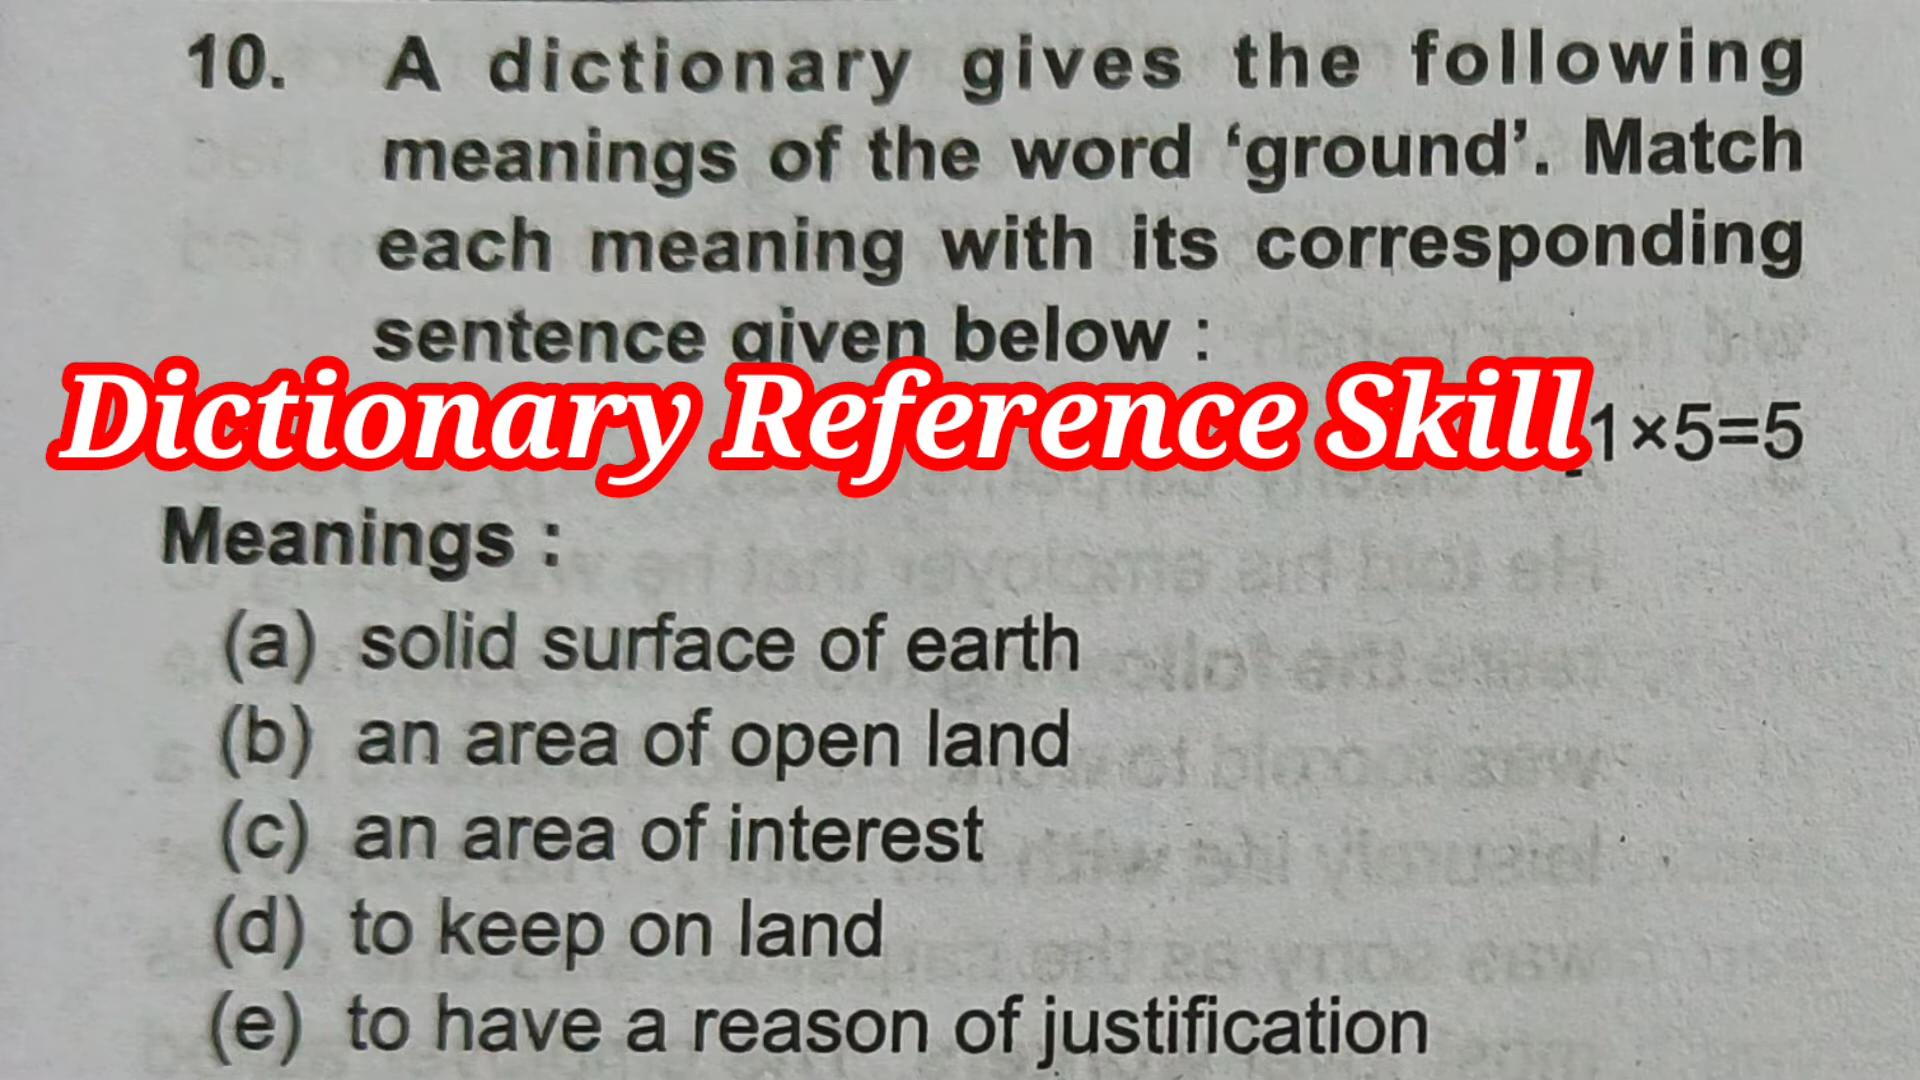 10. A dictionary gives the following
meanings of the word ‘ground’. Match
each meaning with its corresponding
sentence given below :
Dictionary Reference Skill
1×5=5
Meanings :
(a) solid surface of earth
(b) an area of open land
(c) an area of interest
(d) to keep on land
(e) to have a reason of justification